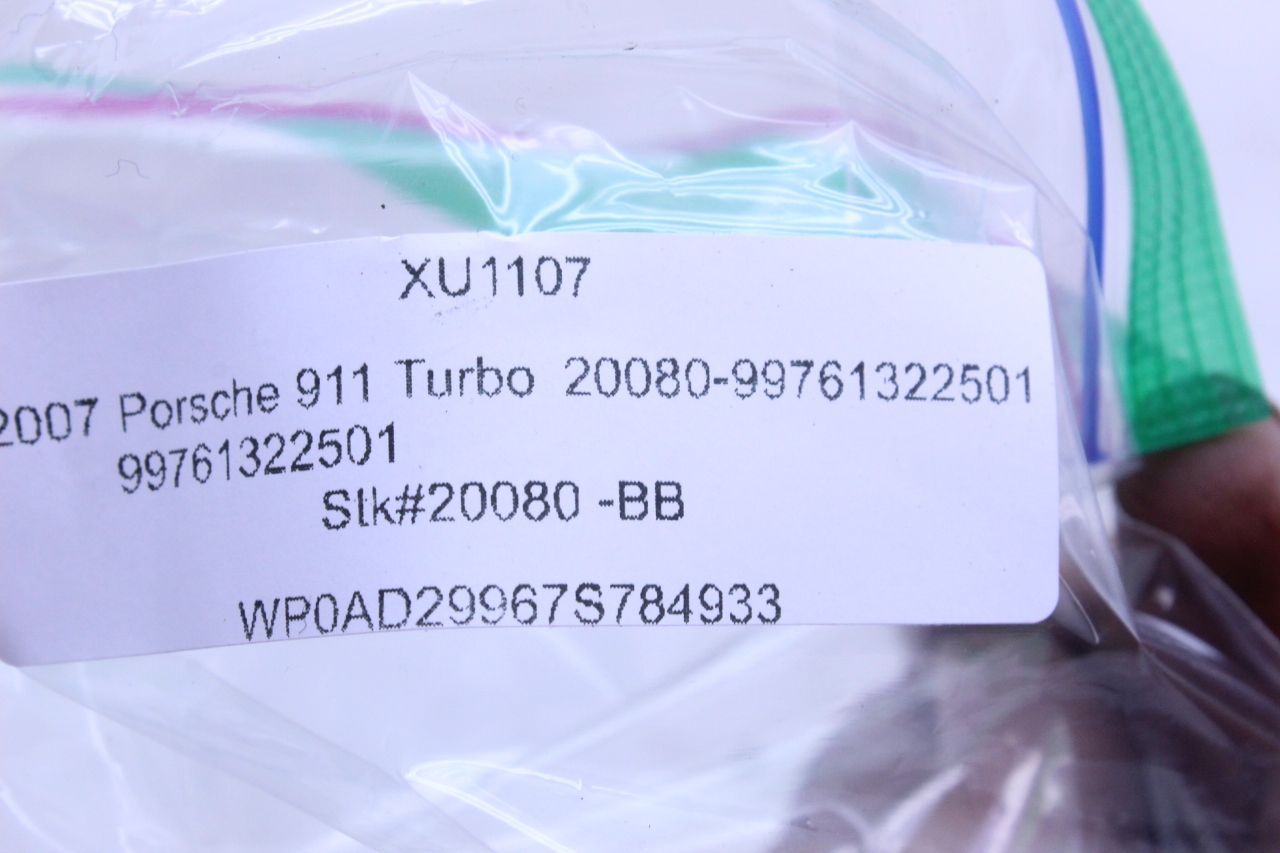 XU1107
2007 Porsche 911 Turbo 20080-99761322501
99761322501
Stk#20080 -BB
WP0AD29967S784933